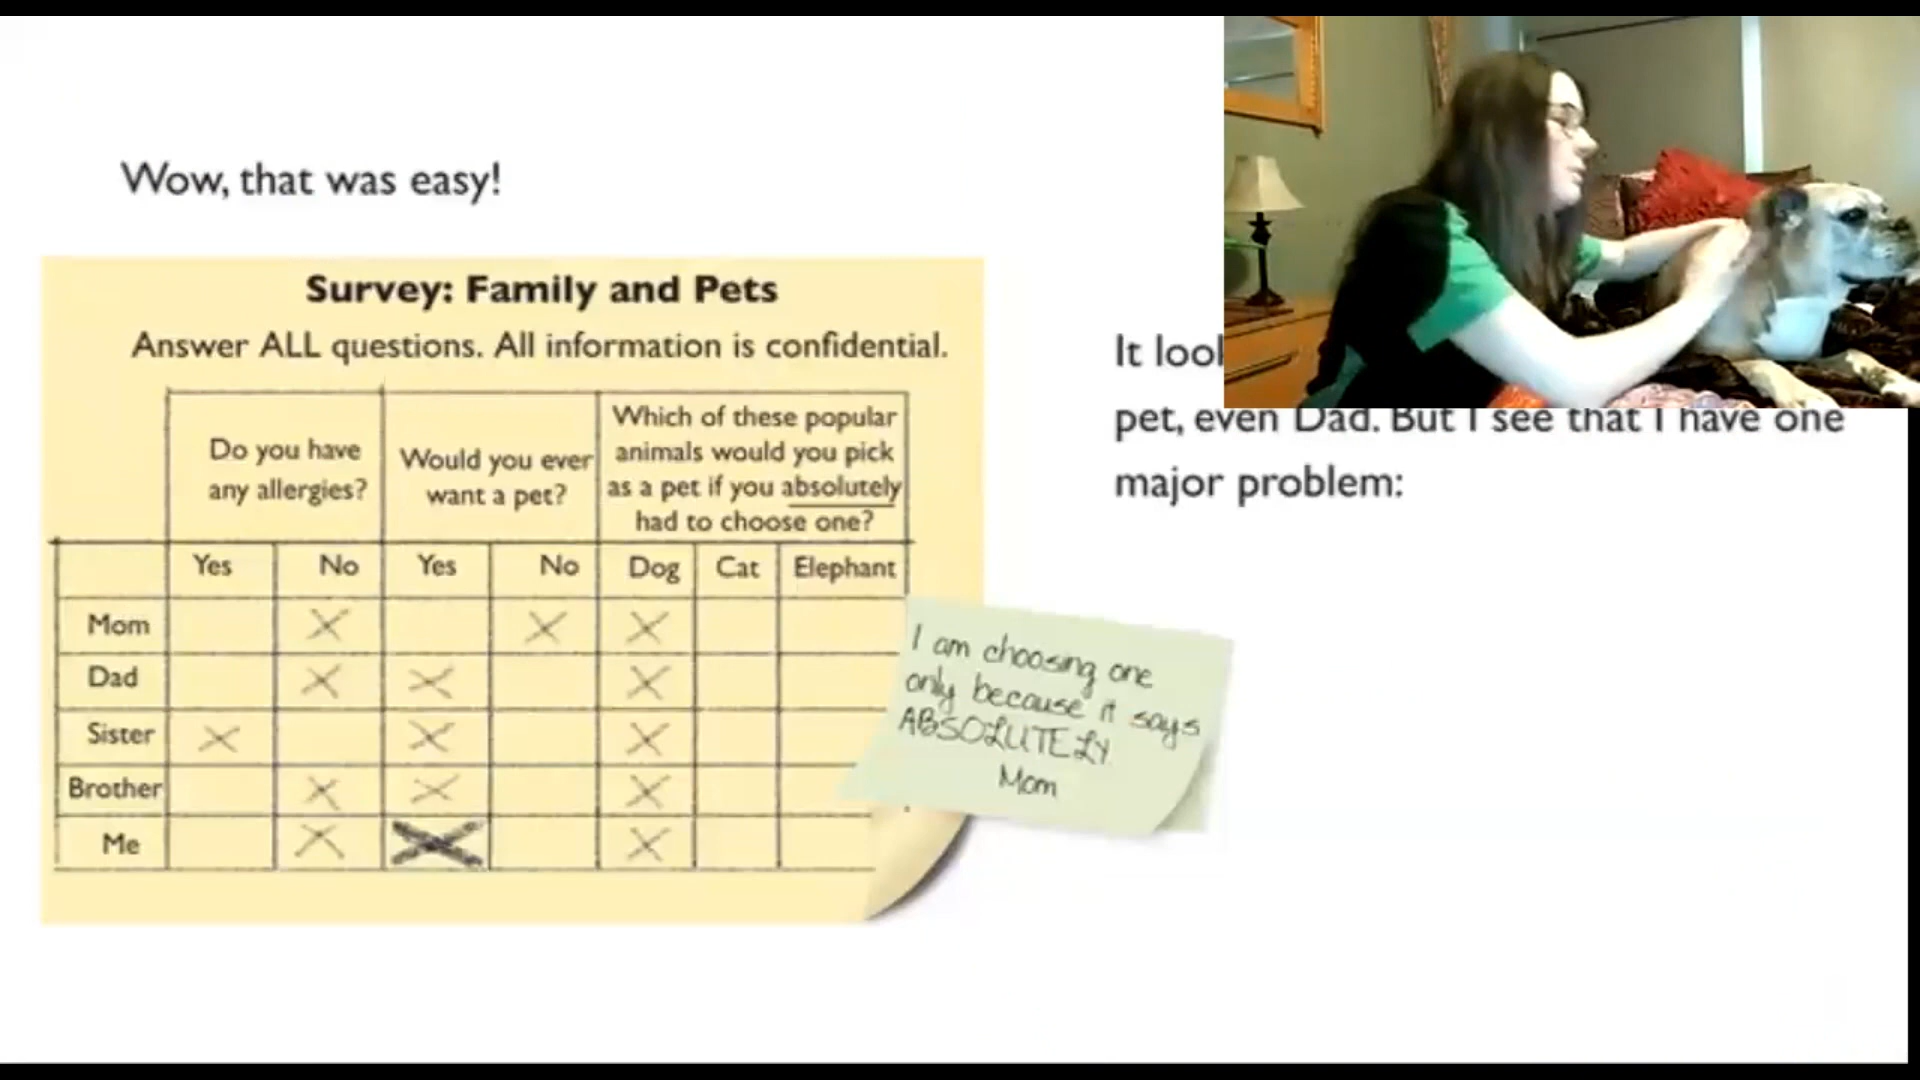 Wow, that was easy!
Survey: Family and Pets
Answer ALL questions. All information is confidential.
Do you have
any allergies?
Would you ever
want a pet?
Which of these popular
animals would you pick
as a pet if you absolutely
had to choose one?
Yes No Yes No Dog Cat Elephant
Mom
Dad
Sister
Brother
Me
I am choosing one
only because it says
ABSOLUTELY
Mom
It
pet, even Dad. But I see that I have one
major problem: